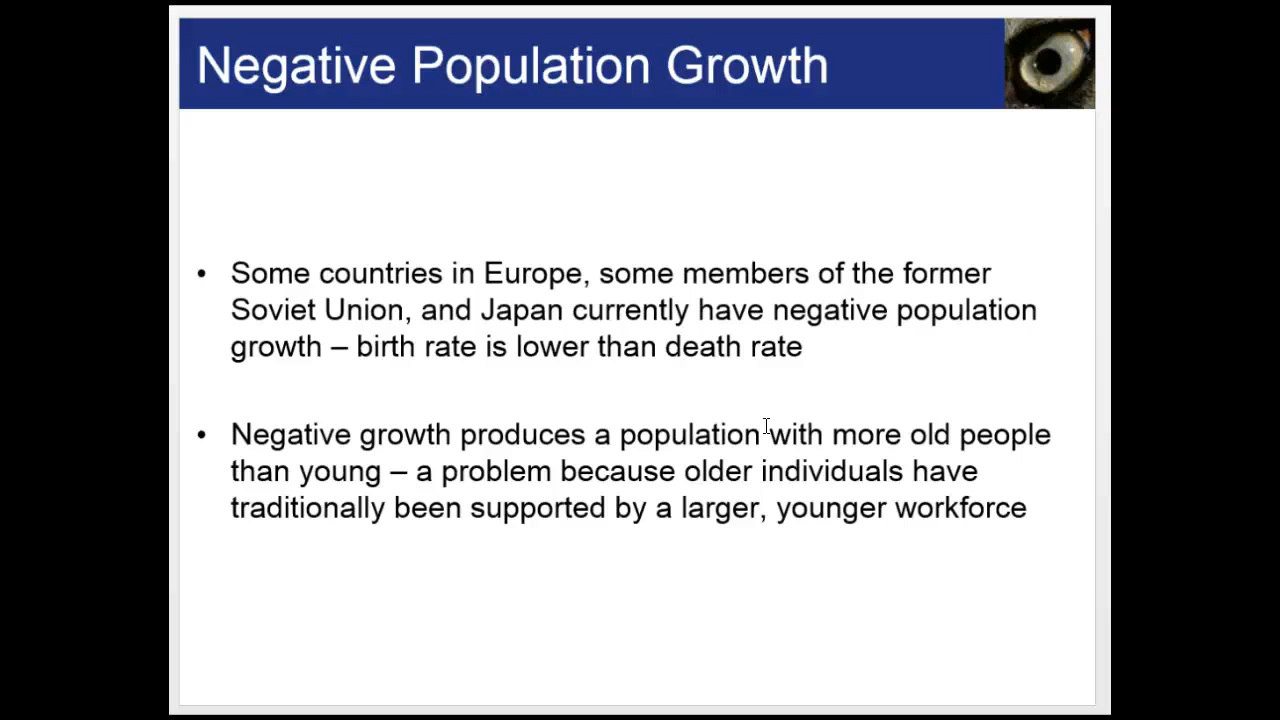 Negative Population Growth
• Some countries in Europe, some members of the former
Soviet Union, and Japan currently have negative population
growth – birth rate is lower than death rate
• Negative growth produces a population with more old people
than young – a problem because older individuals have
traditionally been supported by a larger, younger workforce